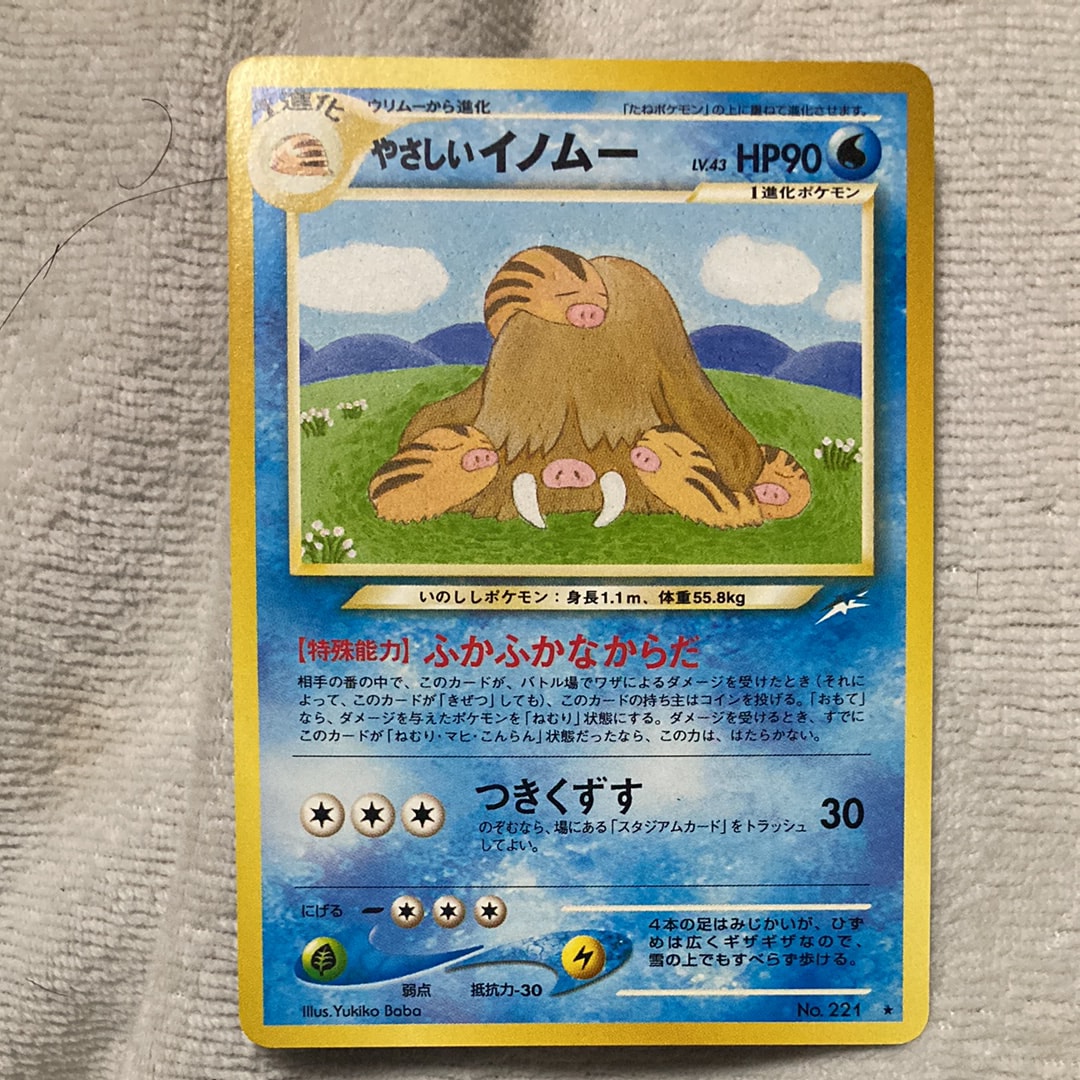 1進化
ウリムーから進化
「たねポケモン」の上に重ねて進化させます。
やさしいイノムー LV.43 HP90
1進化ポケモン
いのししポケモン：身長1.1m、体重55.8kg
【特殊能力】ふかふかなからだ
相手の番の中で、このカードが、バトル場でワザによるダメージを受けたとき（それに
よって、このカードが「きぜつ」しても）、このカードの持ち主はコインを投げる。「おもて」
なら、ダメージを与えたポケモンを「ねむり」状態にする。ダメージを受けるとき、すでに
このカードが「ねむり・マヒ・こんらん」状態だったなら、この力は、はたらかない。
つきくずす 30
のぞむなら、場にある「スタジアムカード」をトラッシュ
してよい。
にげる
弱点 抵抗力-30
4本の足はみじかいが、ひず
めは広くギザギザなので、
雪の上でもすべらず歩ける。
Illus.Yukiko Baba
No. 221 ★